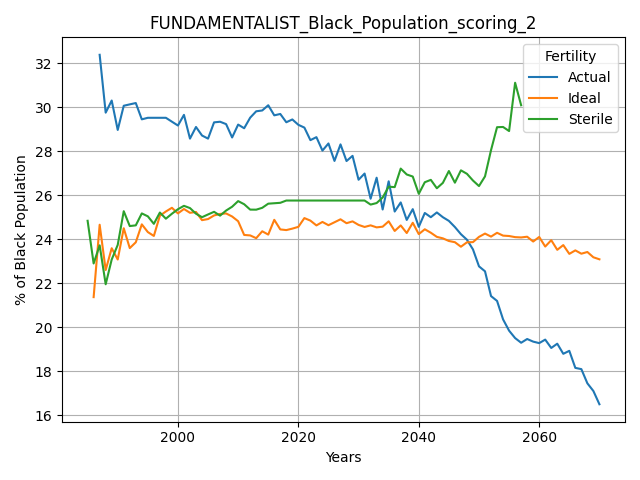 FUNDAMENTALIST_Black_Population_scoring_2
Fertility
Actual
Ideal
Sterile
% of Black Population
32
30
28
26
24
22
20
18
16
2000
2020
2040
2060
Years